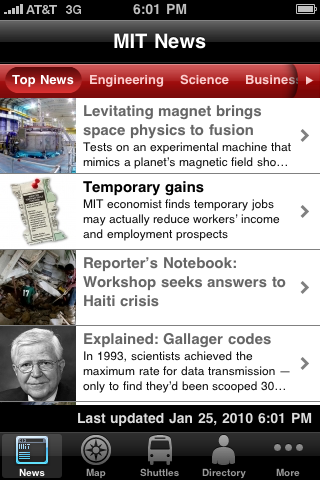 AT&T 3G 6:01 PM
MIT News
Top News Engineering Science Busines
Levitating magnet brings
space physics to fusion
Tests on an experimental machine that
mimics a planet's magnetic field sho…
Temporary gains
MIT economist finds temporary jobs
may actually reduce workers' income
and employment prospects
Reporter's Notebook:
Workshop seeks answers to
Haiti crisis
Explained: Gallager codes
In 1993, scientists achieved the
maximum rate for data transmission —
only to find they'd been scooped 30…
Last updated Jan 25, 2010 6:01 PM
News Map Shuttles Directory More